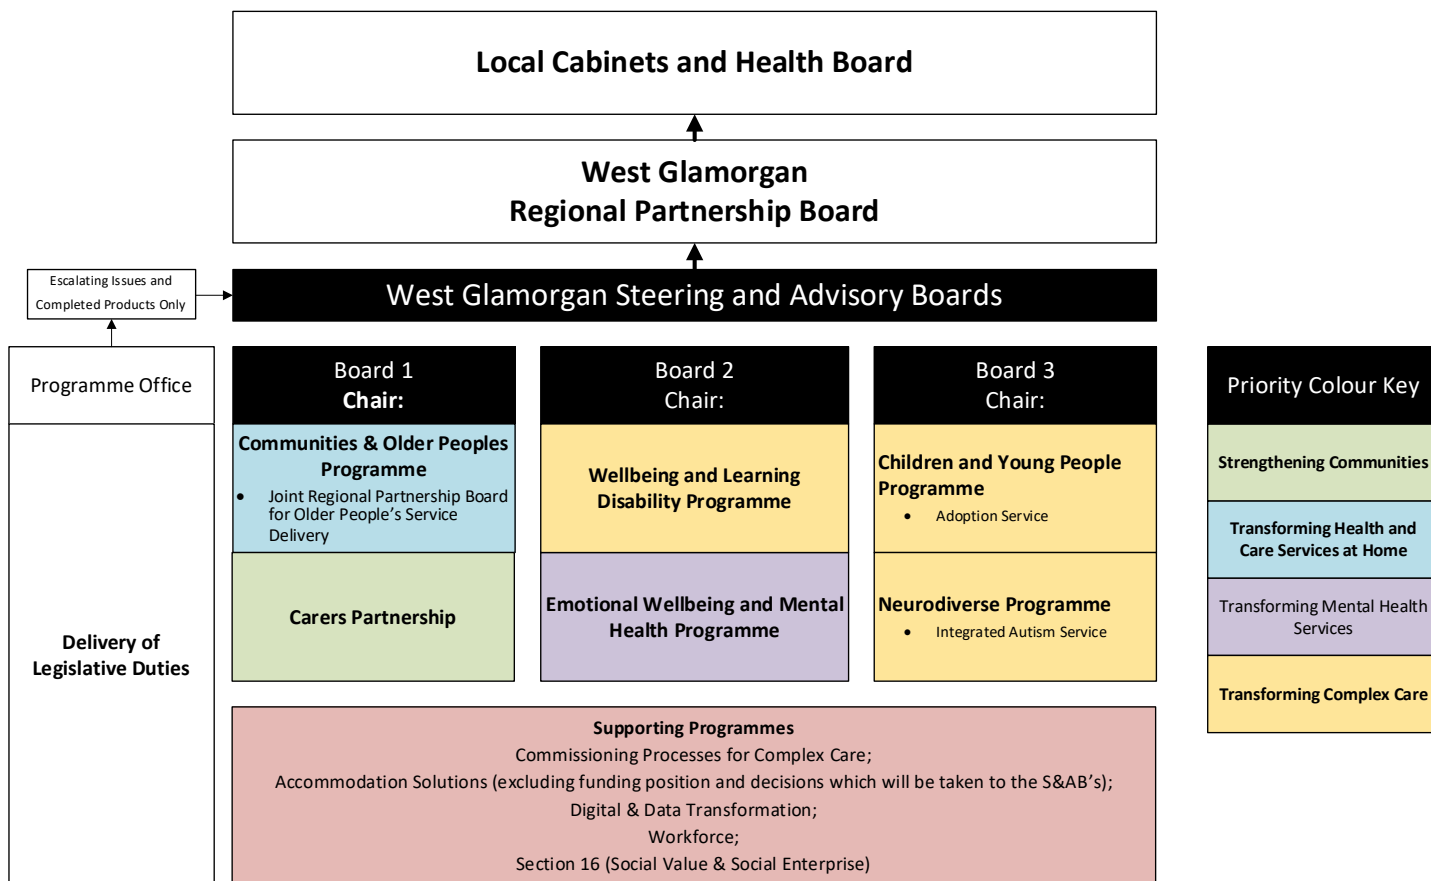 Local Cabinets and Health Board
West Glamorgan
Regional Partnership Board
Escalating Issues and
Completed Products Only
West Glamorgan Steering and Advisory Boards
Programme Office
Delivery of
Legislative Duties
Board 1
Chair:
Communities & Older Peoples
Programme
• Joint Regional Partnership Board
for Older People's Service
Delivery
Carers Partnership
Board 2
Chair:
Wellbeing and Learning
Disability Programme
Emotional Wellbeing and Mental
Health Programme
Board 3
Chair:
Children and Young People
Programme
• Adoption Service
Neurodiverse Programme
• Integrated Autism Service
Priority Colour Key
Strengthening Communities
Transforming Health and
Care Services at Home
Transforming Mental Health
Services
Transforming Complex Care
Supporting Programmes
Commissioning Processes for Complex Care;
Accommodation Solutions (excluding funding position and decisions which will be taken to the S&AB's);
Digital & Data Transformation;
Workforce;
Section 16 (Social Value & Social Enterprise)